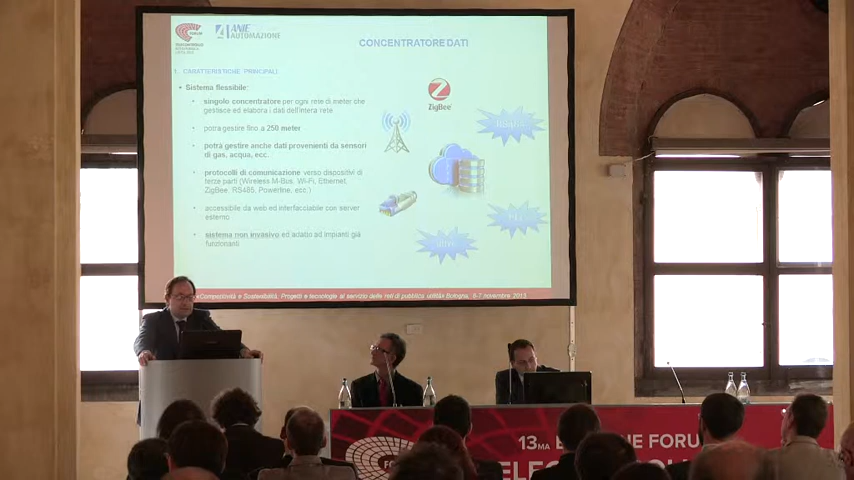 ANIE
AUTOMAZIONE
CONCENTRATORE DATI
1. CARATTERISTICHE PRINCIPALI
• Sistema flessibile:
• singolo concentratore per ogni rete di meter che
gestisce ed elabora i dati dell'intera rete
• potrà gestire fino a 250 meter
• potrà gestire anche dati provenienti da sensori
di gas, acqua, ecc.
• protocolli di comunicazione verso dispositivi di
terze parti (Wireless M-Bus, Wi-Fi, Ethernet,
ZigBee, RS485, Powerline, ecc.)
• accessibile da web ed interfacciabile con server
esterno
• sistema non invasivo ed adatto ad impianti già
funzionanti
ZigBee
«Competitività e Sostenibilità. Progetti e tecnologie al servizio delle reti di pubblica utilità» Bologna, 6-7 novembre 2013
13MA
FORU